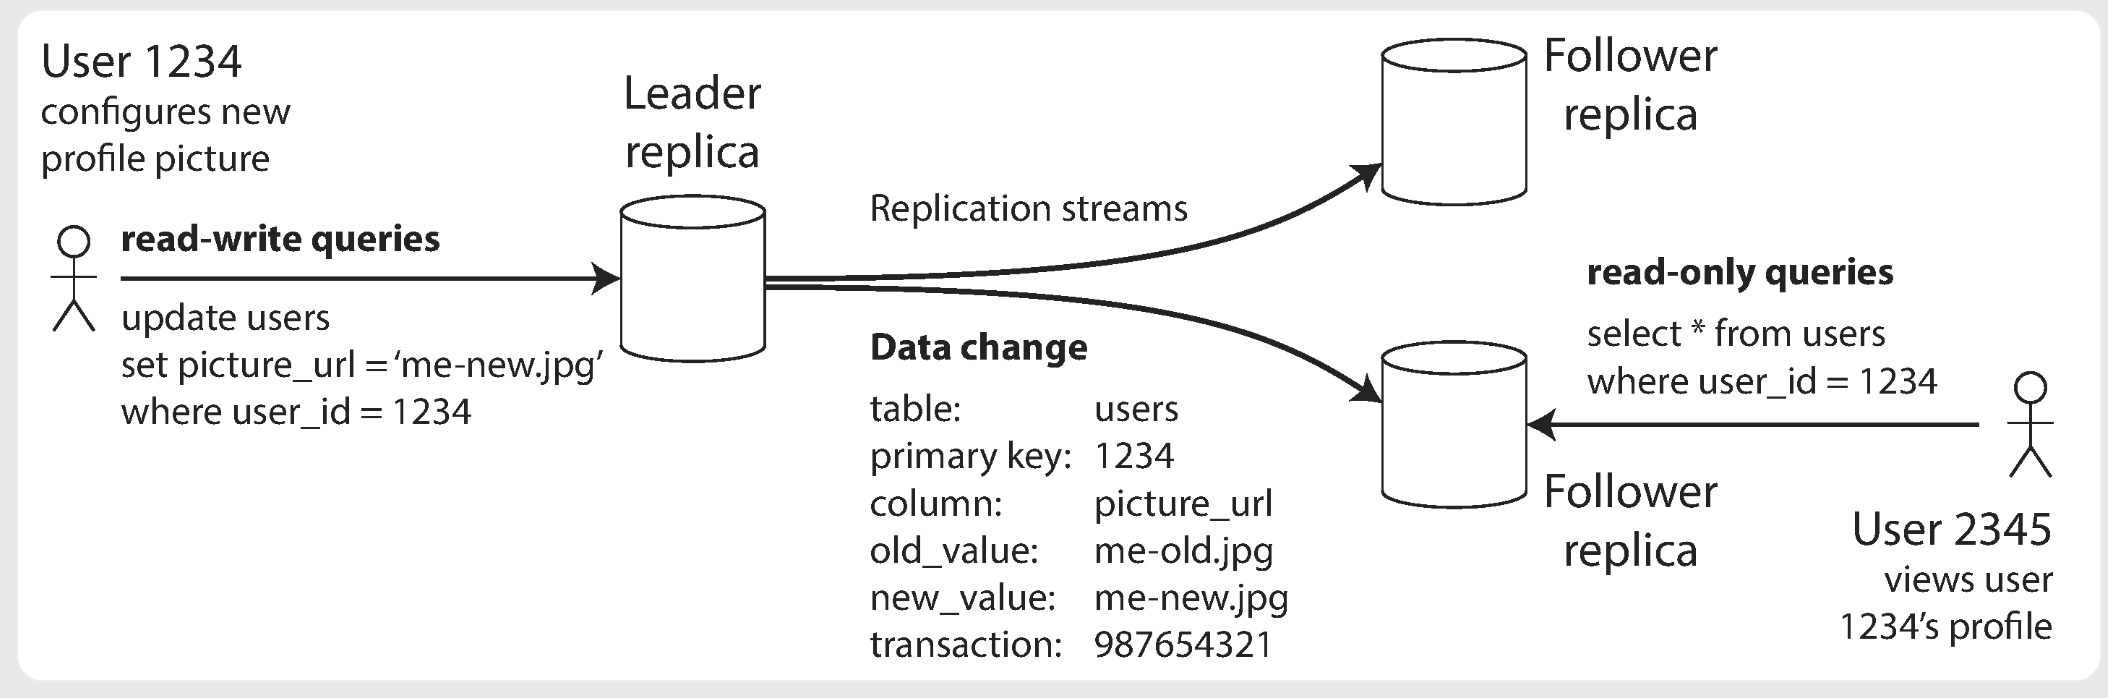 User 1234
configures new
profile picture
read-write queries
update users
set picture_url = ‘me-new.jpg’
where user_id = 1234
Leader
replica
Replication streams
Data change
table: users
primary key: 1234
column: picture_url
old_value: me-old.jpg
new_value: me-new.jpg
transaction: 987654321
Follower
replica
read-only queries
select * from users
where user_id = 1234
Follower
replica
User 2345
views user
1234’s profile